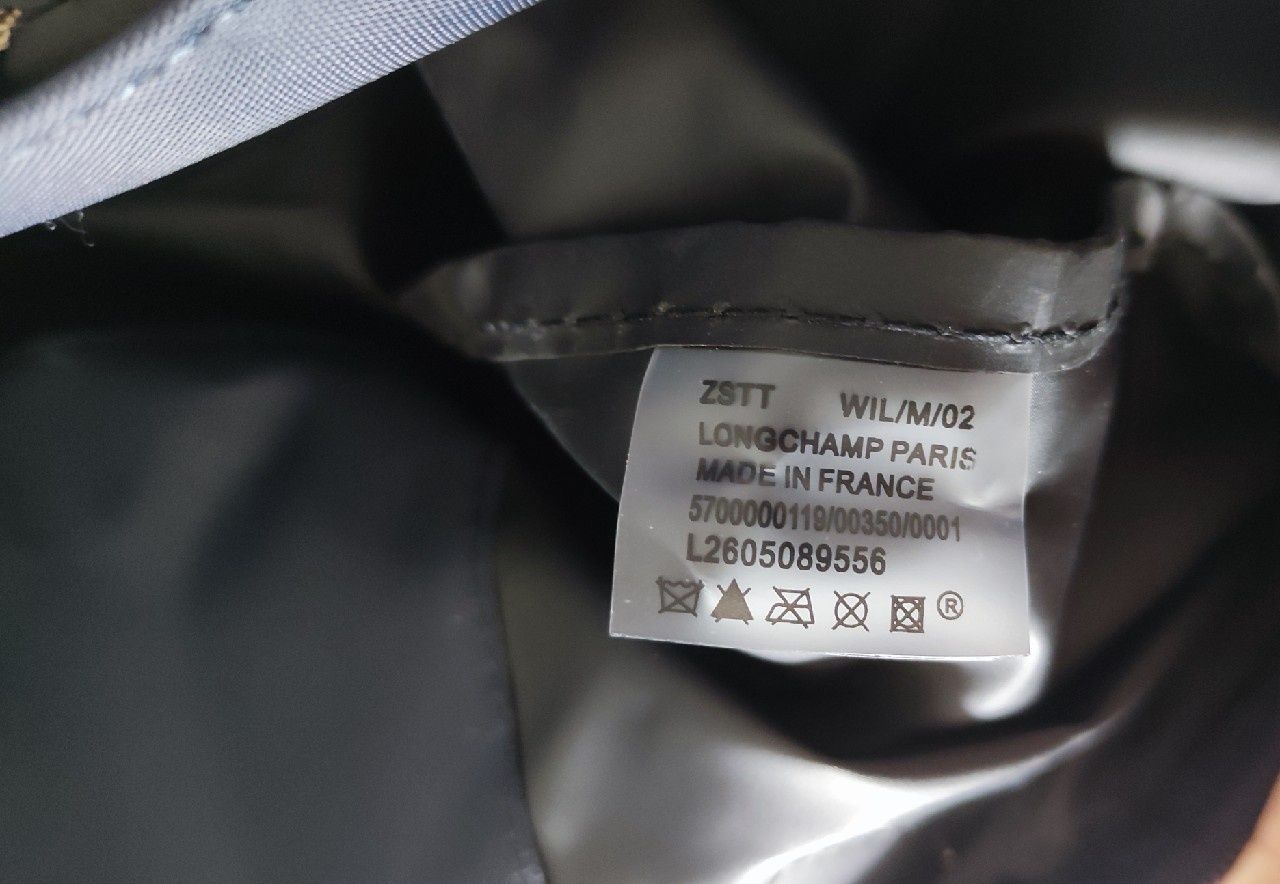 ZSTT WIL/M/02
LONGCHAMP PARIS
MADE IN FRANCE
5700000119/00350/0001
L2605089556
®